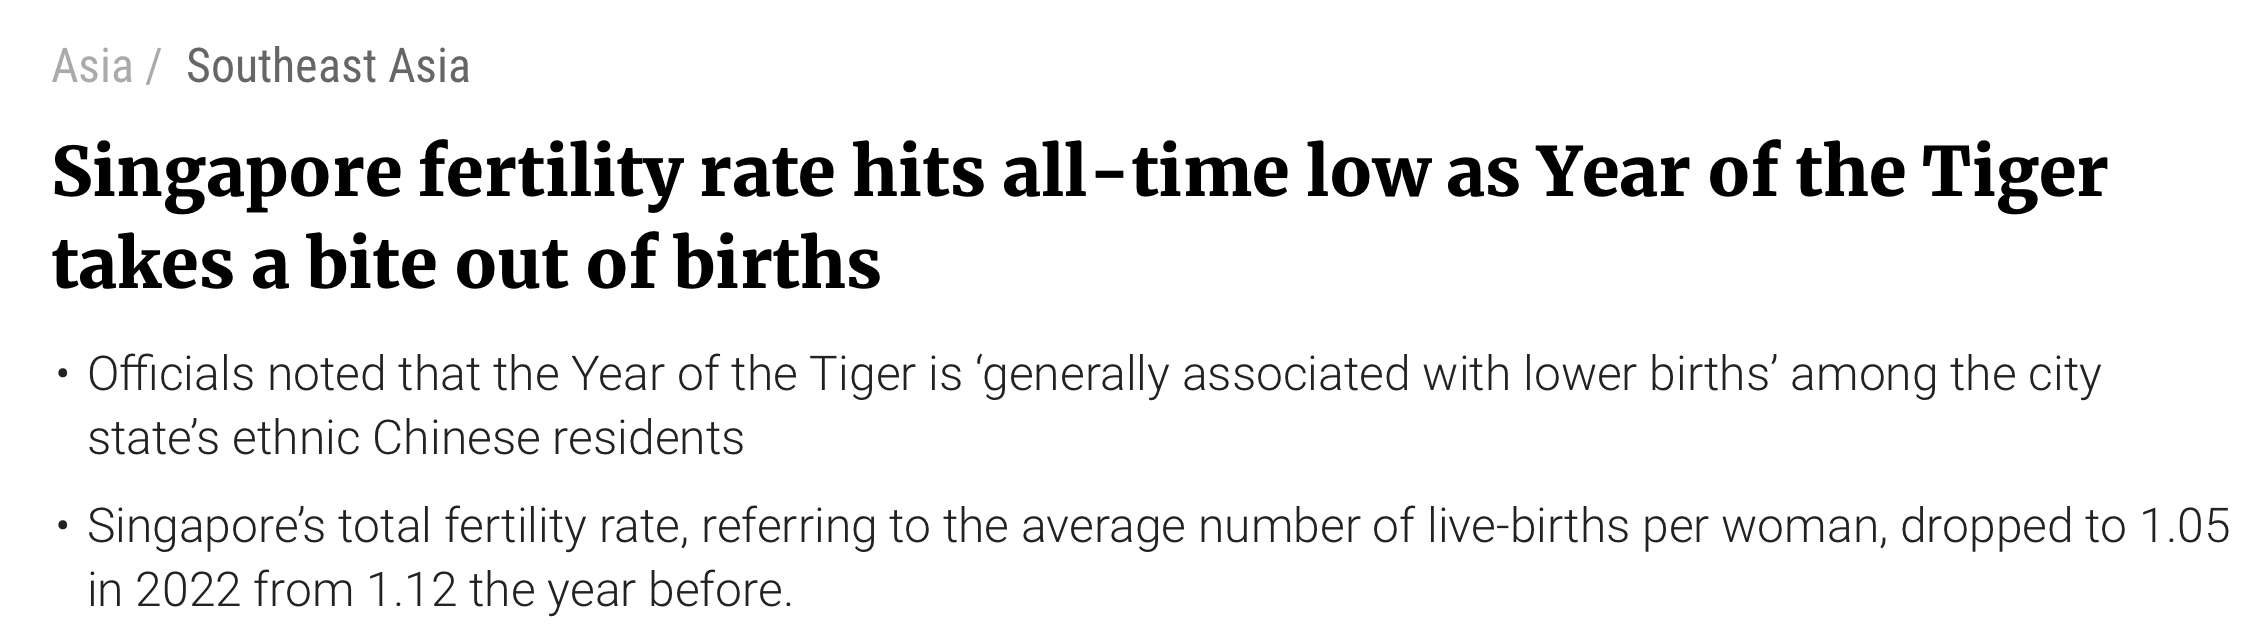 Asia / Southeast Asia
Singapore fertility rate hits all-time low as Year of the Tiger
takes a bite out of births
• Officials noted that the Year of the Tiger is ‘generally associated with lower births’ among the city
state’s ethnic Chinese residents
• Singapore’s total fertility rate, referring to the average number of live-births per woman, dropped to 1.05
in 2022 from 1.12 the year before.